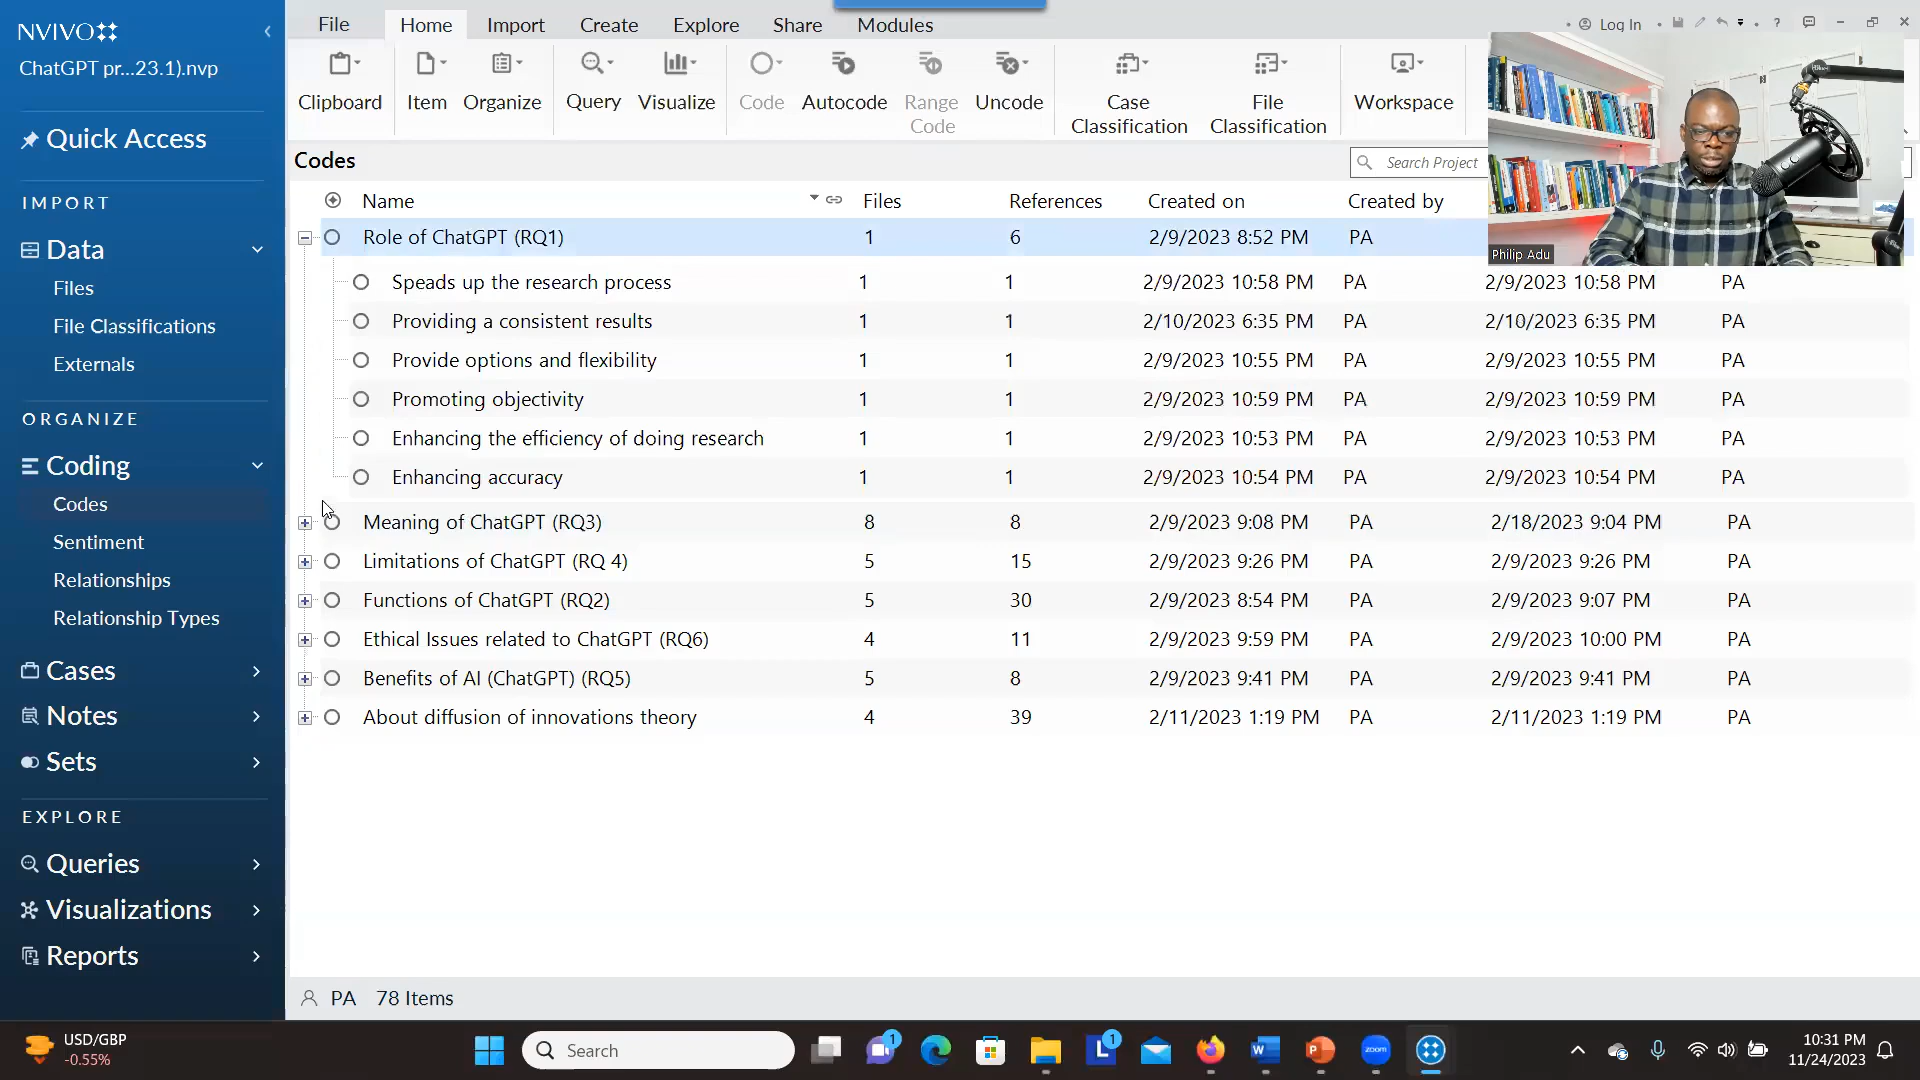 NVIVO
ChatGPT pr...23.1).nvp
Quick Access
IMPORT
Data
Files
File Classifications
Externals
ORGANIZE
Coding
Codes
Sentiment
Relationships
Relationship Types
Cases
Notes
Sets
EXPLORE
Queries
Visualizations
Reports
File Home Import Create Explore Share Modules
Log In
?
Clipboard Item Organize Query Visualize Code Autocode Range Code Uncode Case Classification File Classification Workspace
Philip Adu
Codes
Search Project
Name Files References Created on Created by
Role of ChatGPT (RQ1) 1 6 2/9/2023 8:52 PM PA
Speads up the research process 1 1 2/9/2023 10:58 PM PA 2/9/2023 10:58 PM PA
Providing a consistent results 1 1 2/10/2023 6:35 PM PA 2/10/2023 6:35 PM PA
Provide options and flexibility 1 1 2/9/2023 10:55 PM PA 2/9/2023 10:55 PM PA
Promoting objectivity 1 1 2/9/2023 10:59 PM PA 2/9/2023 10:59 PM PA
Enhancing the efficiency of doing research 1 1 2/9/2023 10:53 PM PA 2/9/2023 10:53 PM PA
Enhancing accuracy 1 1 2/9/2023 10:54 PM PA 2/9/2023 10:54 PM PA
Meaning of ChatGPT (RQ3) 8 8 2/9/2023 9:08 PM PA 2/18/2023 9:04 PM PA
Limitations of ChatGPT (RQ 4) 5 15 2/9/2023 9:26 PM PA 2/9/2023 9:26 PM PA
Functions of ChatGPT (RQ2) 5 30 2/9/2023 8:54 PM PA 2/9/2023 9:07 PM PA
Ethical Issues related to ChatGPT (RQ6) 4 11 2/9/2023 9:59 PM PA 2/9/2023 10:00 PM PA
Benefits of AI (ChatGPT) (RQ5) 5 8 2/9/2023 9:41 PM PA 2/9/2023 9:41 PM PA
About diffusion of innovations theory 4 39 2/11/2023 1:19 PM PA 2/11/2023 1:19 PM PA
PA 78 Items
USD/GBP
-0.55%
Search
1
L 1
W
P
zoom
10:31 PM
11/24/2023